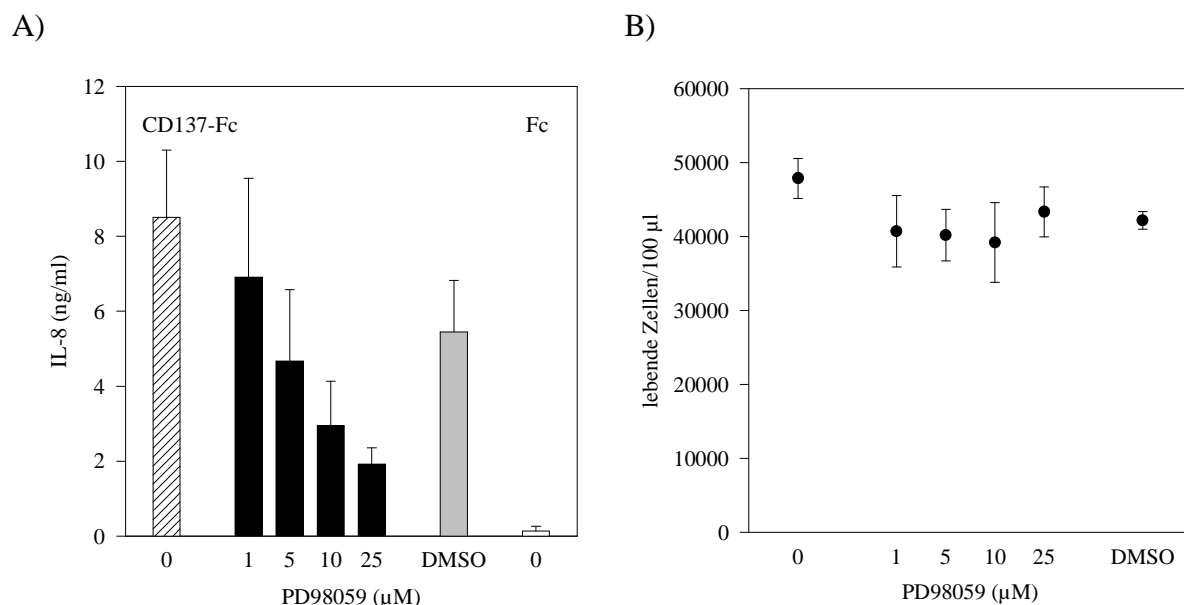 A)
12
10
8
6
4
2
0
IL-8 (ng/ml)
CD137-Fc
Fc
0 1 5 10 25 DMSO 0
PD98059 (µM)
B)
60000
50000
40000
30000
20000
10000
0
lebende Zellen/100 µl
0 1 5 10 25 DMSO
PD98059 (µM)